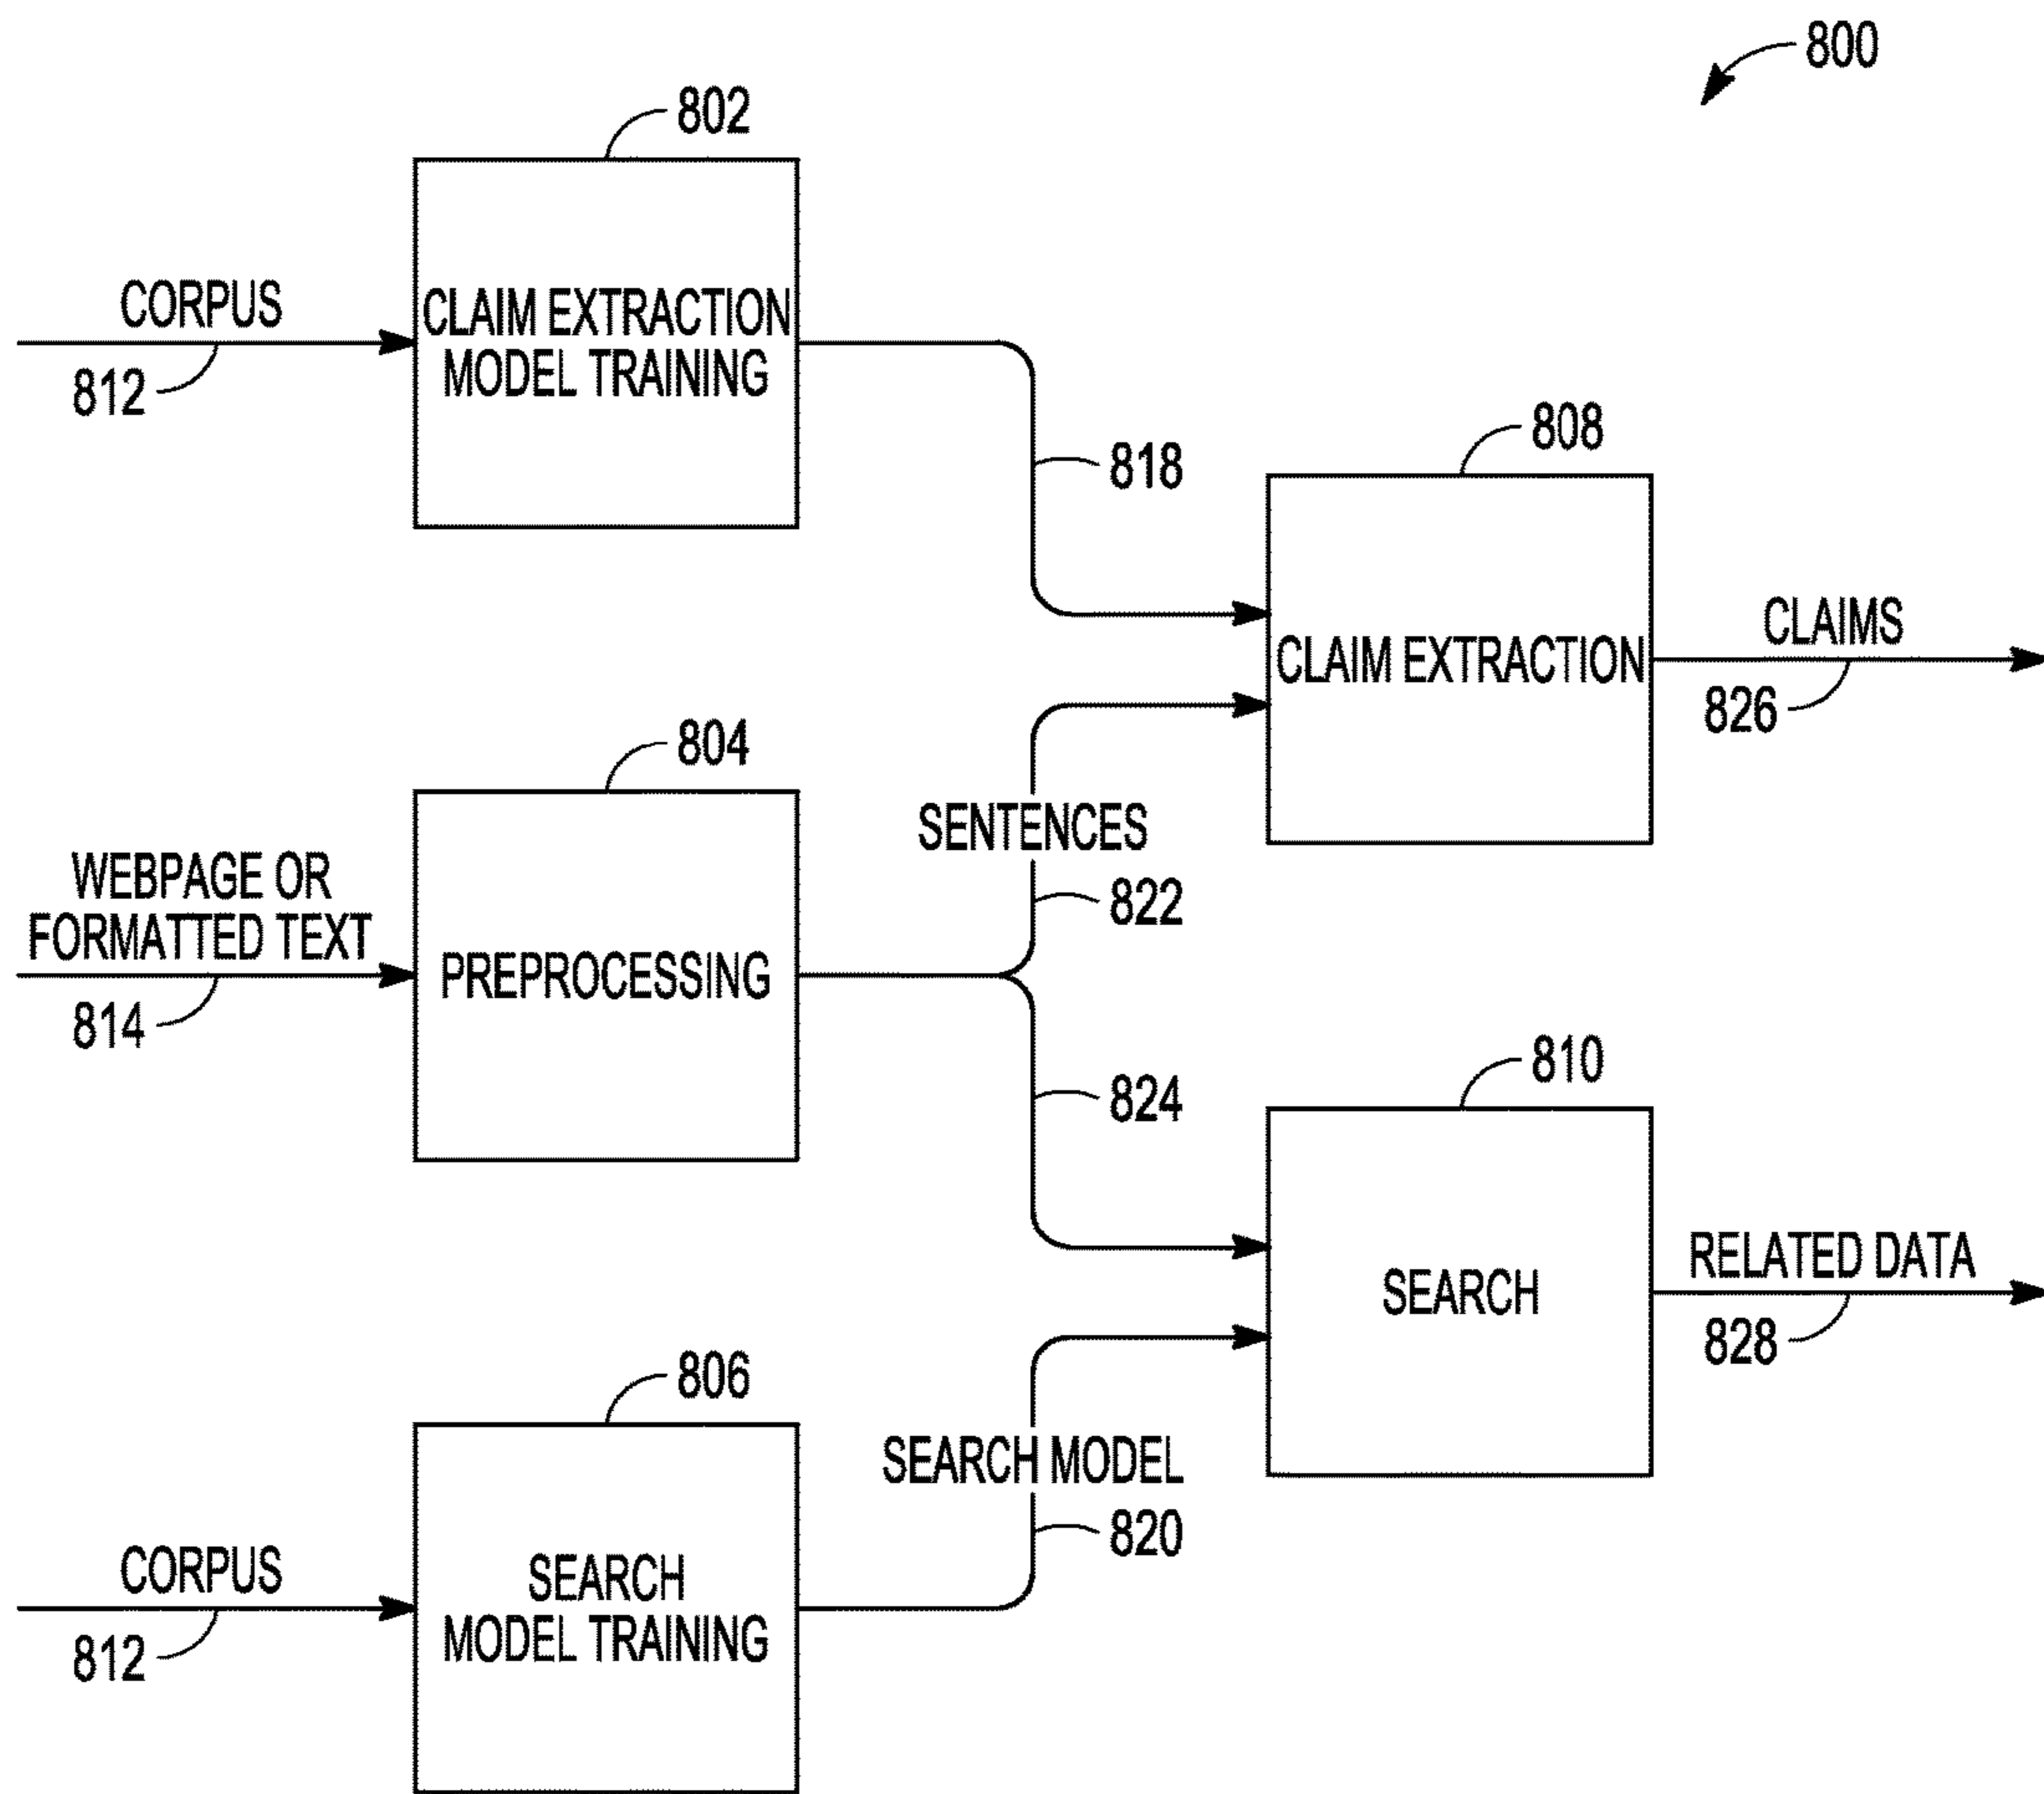 800
802
CORPUS
812
CLAIM EXTRACTION
MODEL TRAINING
818
808
CLAIM EXTRACTION
CLAIMS
826
804
WEBPAGE OR
FORMATTED TEXT
814
PREPROCESSING
SENTENCES
822
824
810
SEARCH
RELATED DATA
828
806
SEARCH MODEL
820
CORPUS
812
SEARCH
MODEL TRAINING